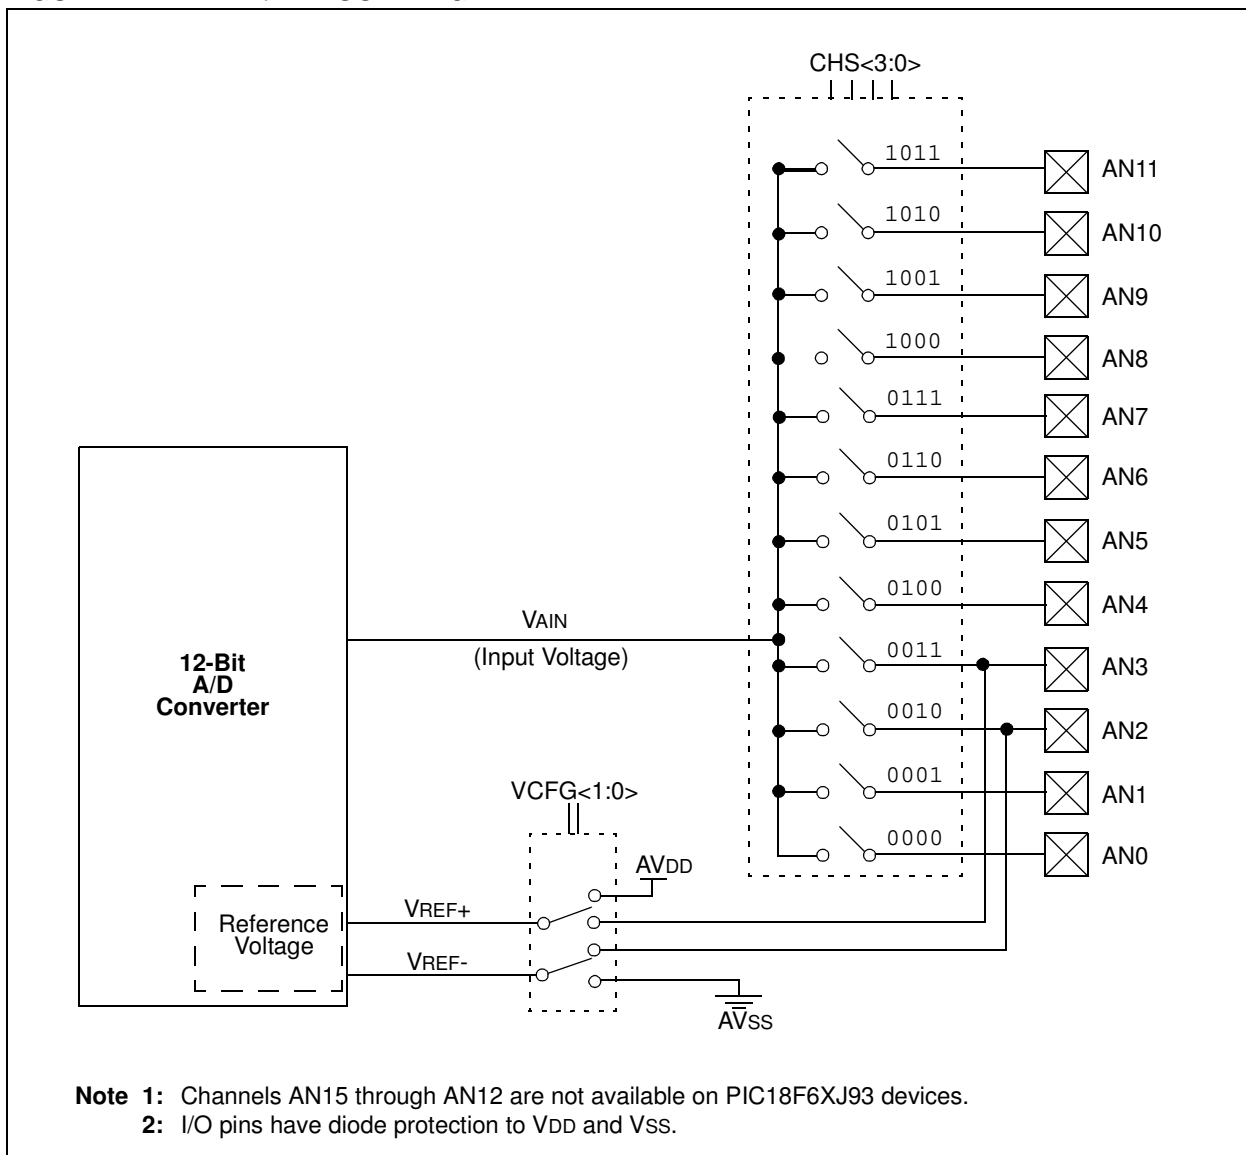 CHS<3:0>
1011 AN11
1010 AN10
1001 AN9
1000 AN8
0111 AN7
0110 AN6
0101 AN5
0100 AN4
VAIN
(Input Voltage)
0011 AN3
12-Bit
A/D
Converter
0010 AN2
0001 AN1
VCFG<1:0>
0000 AN0
AVDD
Reference
Voltage
VREF+
VREF-
AVSS
Note 1: Channels AN15 through AN12 are not available on PIC18F6XJ93 devices.
2: I/O pins have diode protection to VDD and VSS.